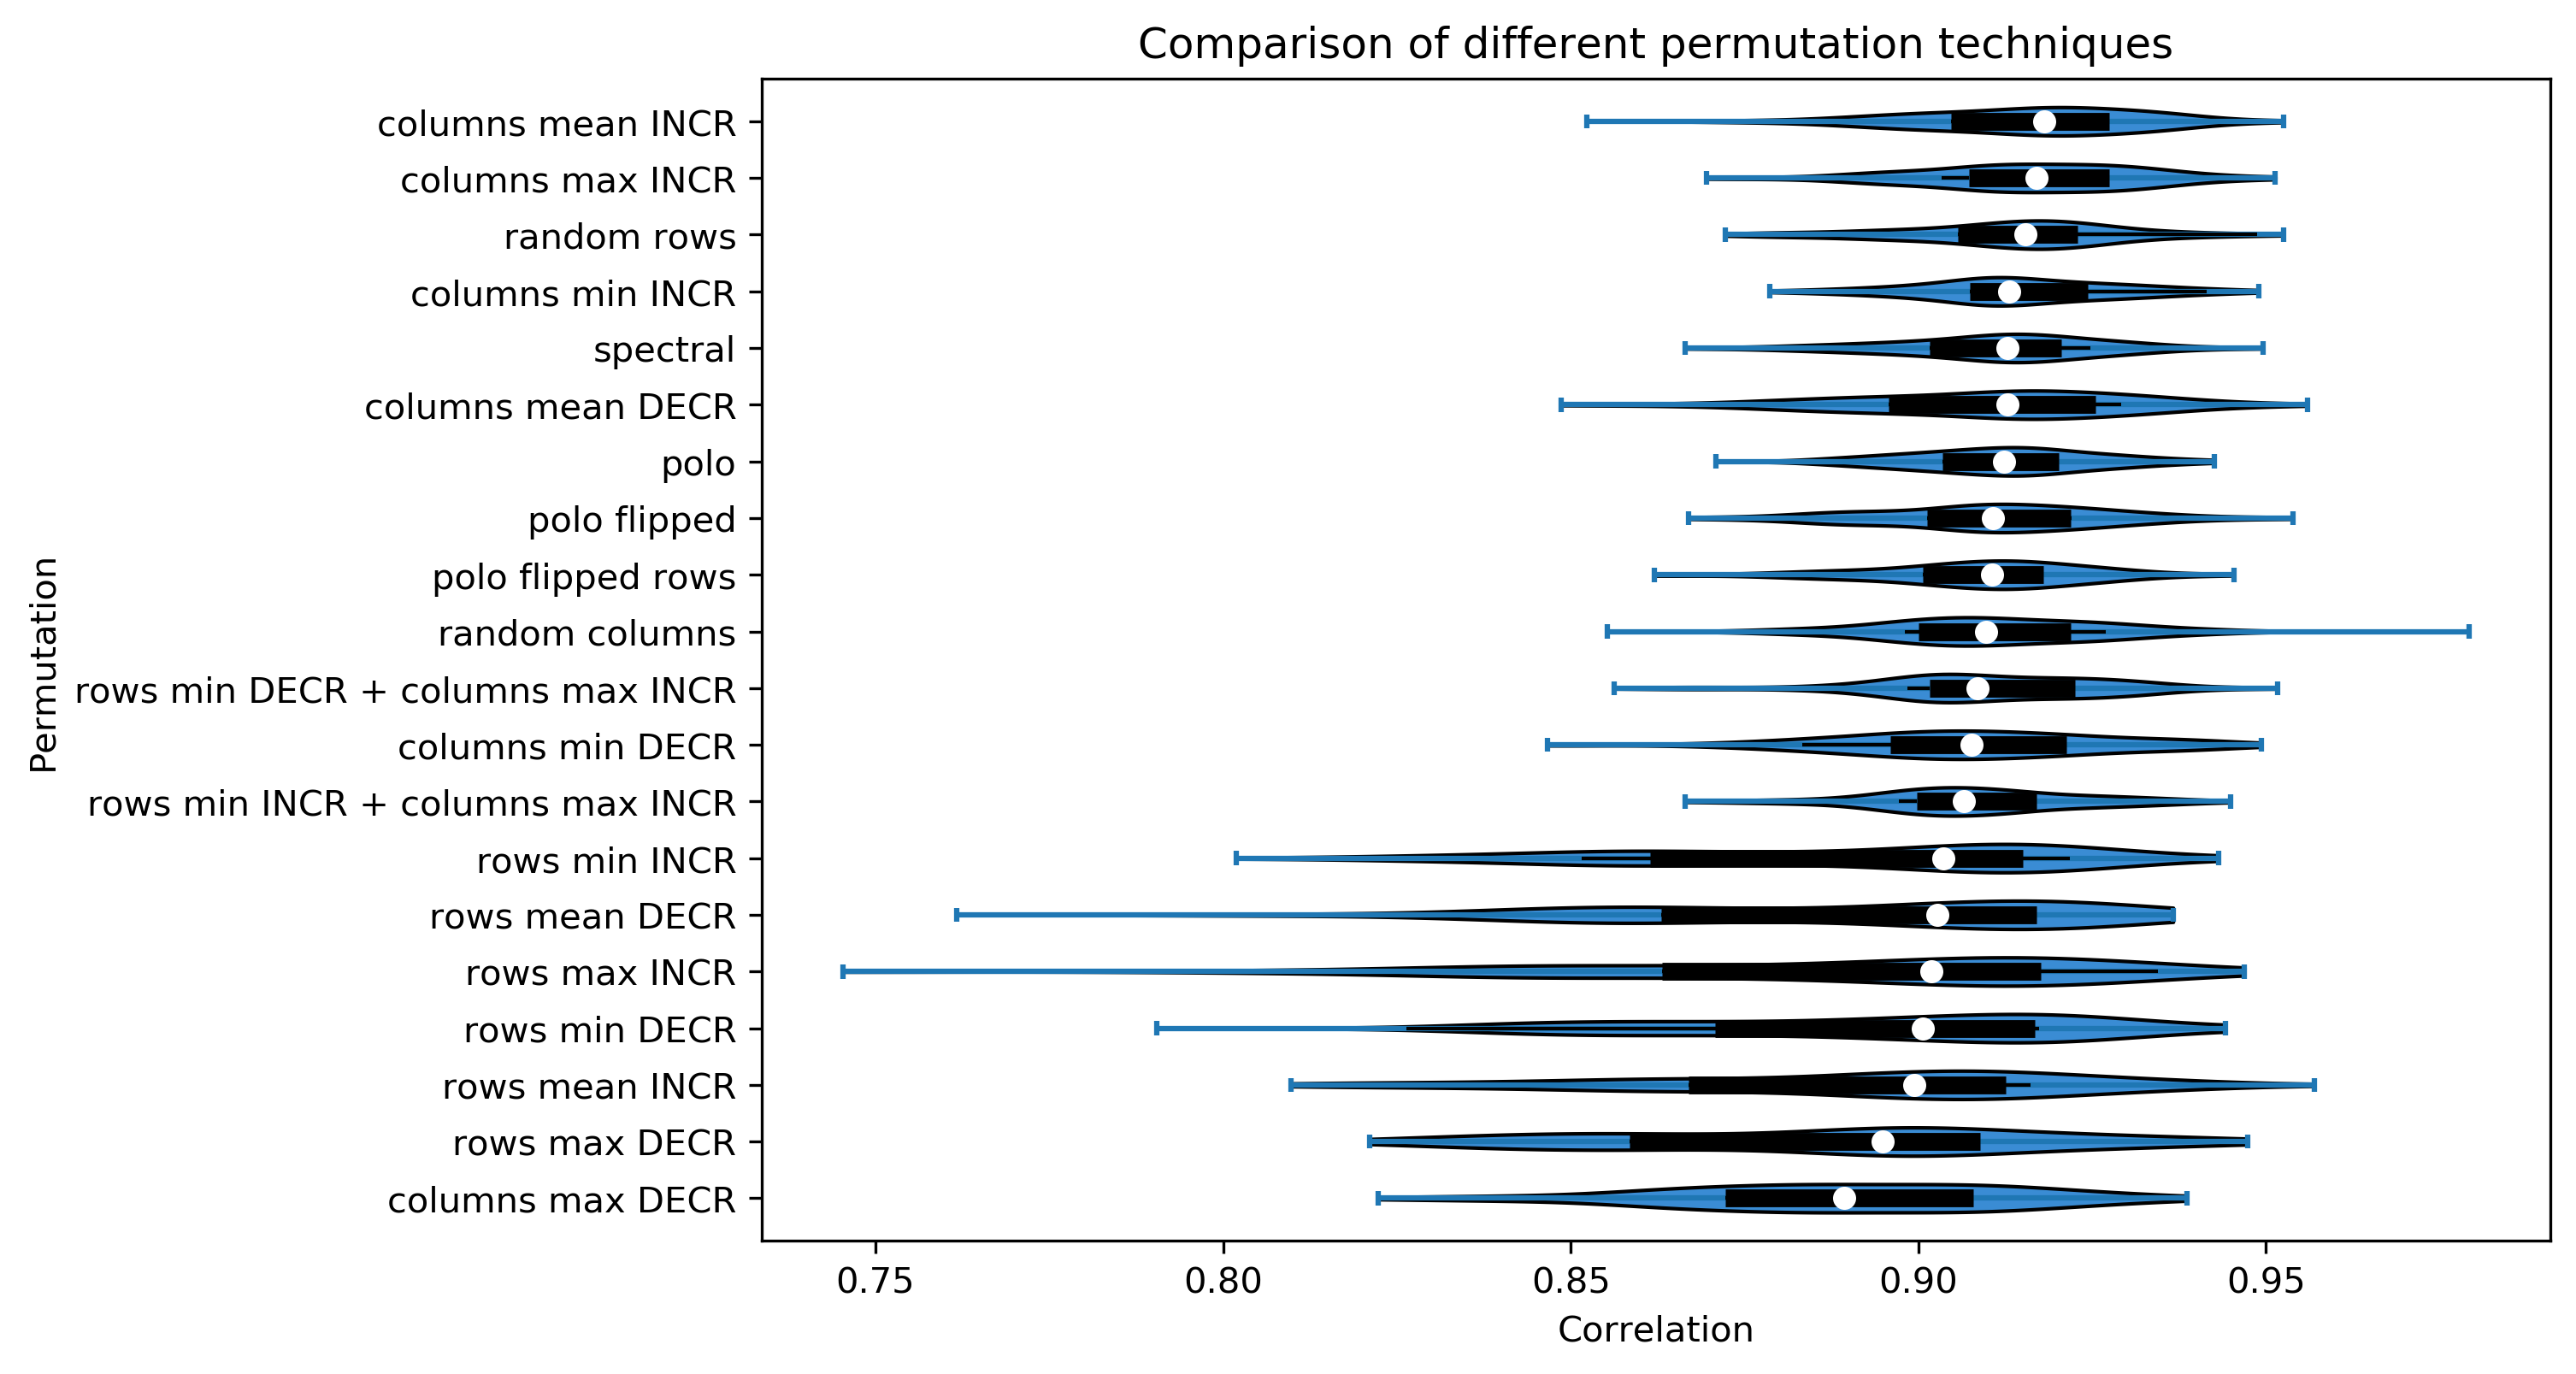 Comparison of different permutation techniques
columns mean INCR
columns max INCR
random rows
columns min INCR
spectral
columns mean DECR
polo
polo flipped
polo flipped rows
random columns
rows min DECR + columns max INCR
columns min DECR
rows min INCR + columns max INCR
rows min INCR
rows mean DECR
rows max INCR
rows min DECR
rows mean INCR
rows max DECR
columns max DECR
Permutation
0.75 0.80 0.85 0.90 0.95
Correlation